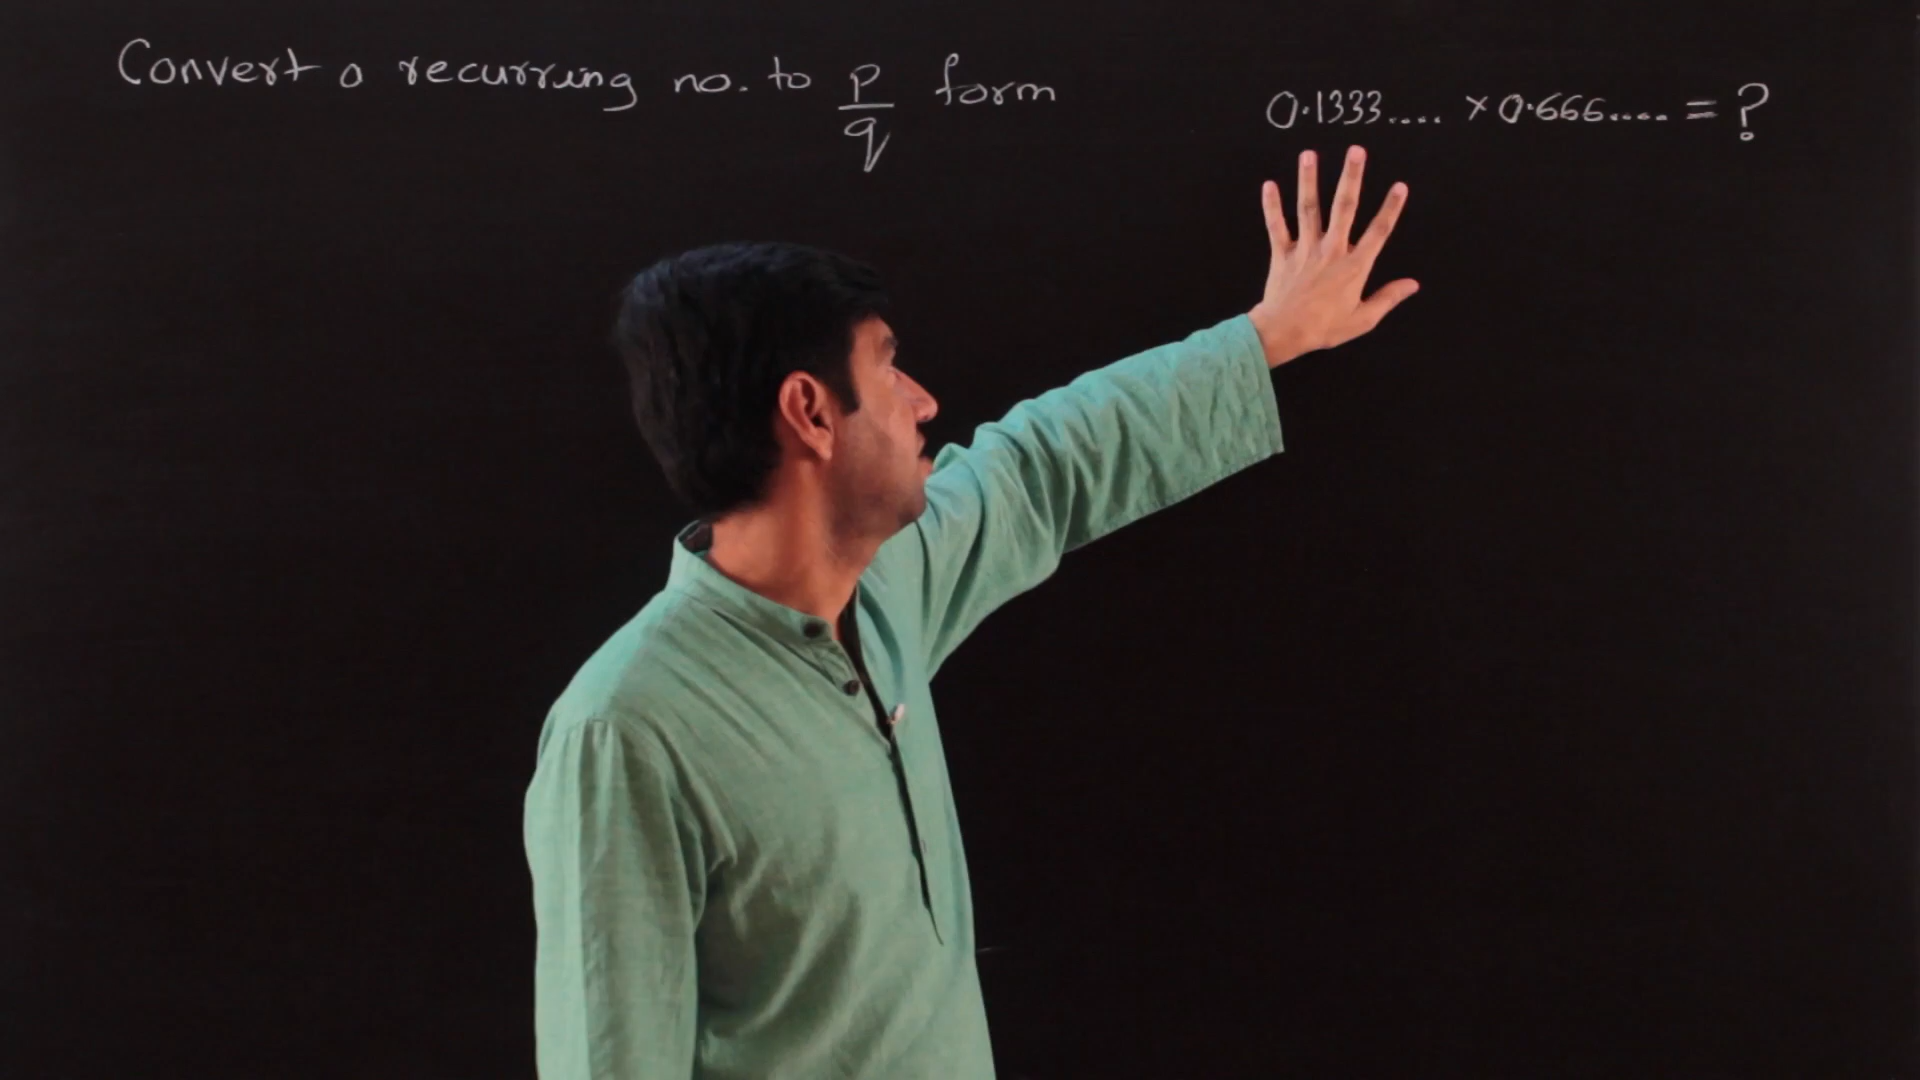 Convert a recurring no. to p/q form
0.1333.... × 0.666.... = ?